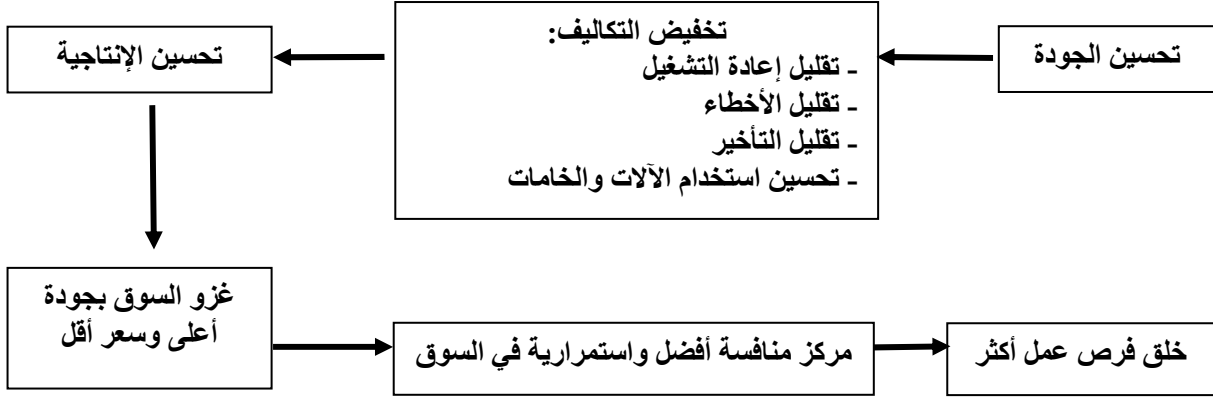 تحسين الجودة
تخفيض التكاليف:
- تقليل إعادة التشغيل
- تقليل الأخطاء
- تقليل التأخير
- تحسين استخدام الآلات والخامات
تحسين الإنتاجية
غزو السوق بجودة
أعلى وسعر أقل
مركز منافسة أفضل واستمرارية في السوق
خلق فرص عمل أكثر